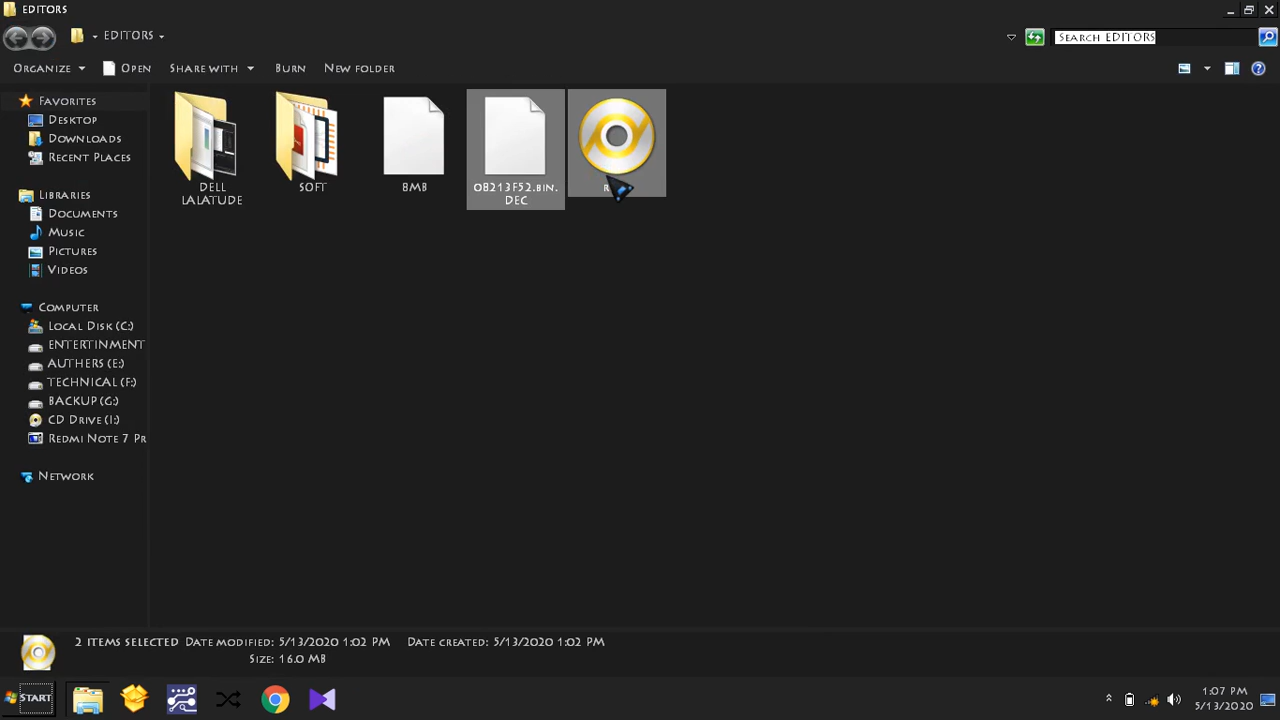 EDITORS
EDITORS
Search EDITORS
Organize Open Share with Burn New folder
Favorites
Desktop
Downloads
Recent Places
Libraries
Documents
Music
Pictures
Videos
Computer
Local Disk (C:)
ENTERTINMENT
AUTHERS (E:)
TECHNICAL (F:)
BACKUP (G:)
CD Drive (I:)
Redmi Note 7 Pr
Network
DELL LALATUDE
SOFT
BMB
08213F52.BIN.DEC
2 items selected Date modified: 5/13/2020 1:02 PM Date created: 5/13/2020 1:02 PM
Size: 16.0 MB
START
1:07 PM
5/13/2020